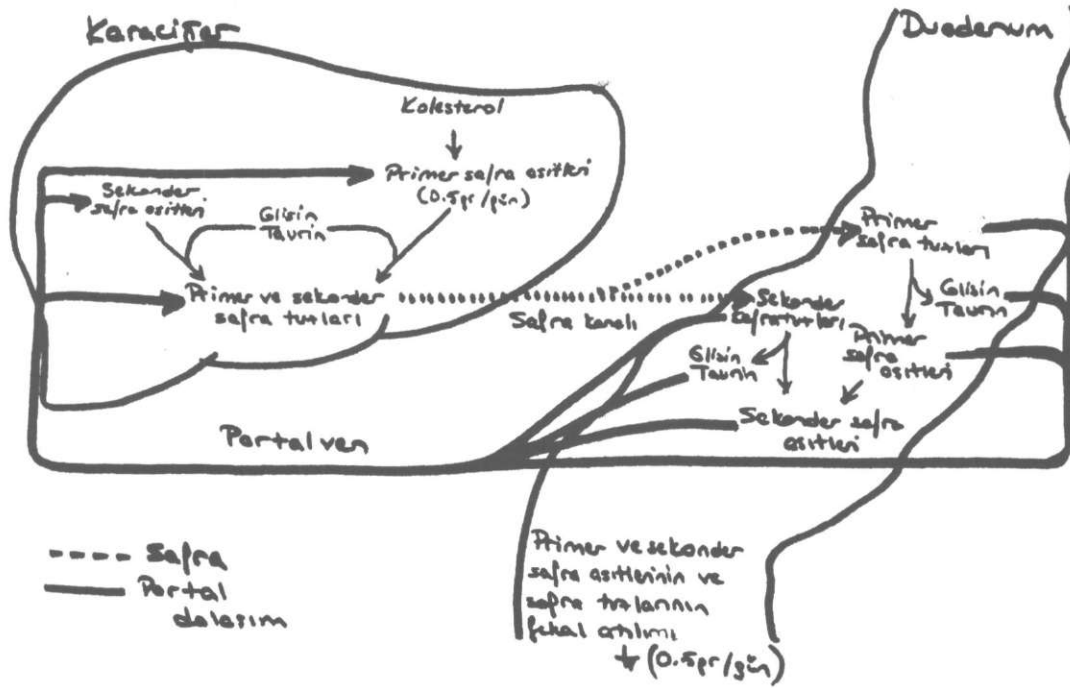 Karaciğer
Duodenum
Kolesterol
Primer safra asitleri
(0.5gr/gün)
Sekonder
safra asitleri
Glisin
Taurin
Primer ve sekonder
safra tuzları
Safra kanalı
Primer
safra tuzları
Glisin
Taurin
Sekonder
safra tuzları
Primer
safra
asitleri
Glisin
Taurin
Sekonder safra
asitleri
Portal ven
Safra
Portal
dolaşım
Primer ve sekonder
safra asitlerinin ve
safra tuzlarının
fekal atılımı
(0.5gr/gün)